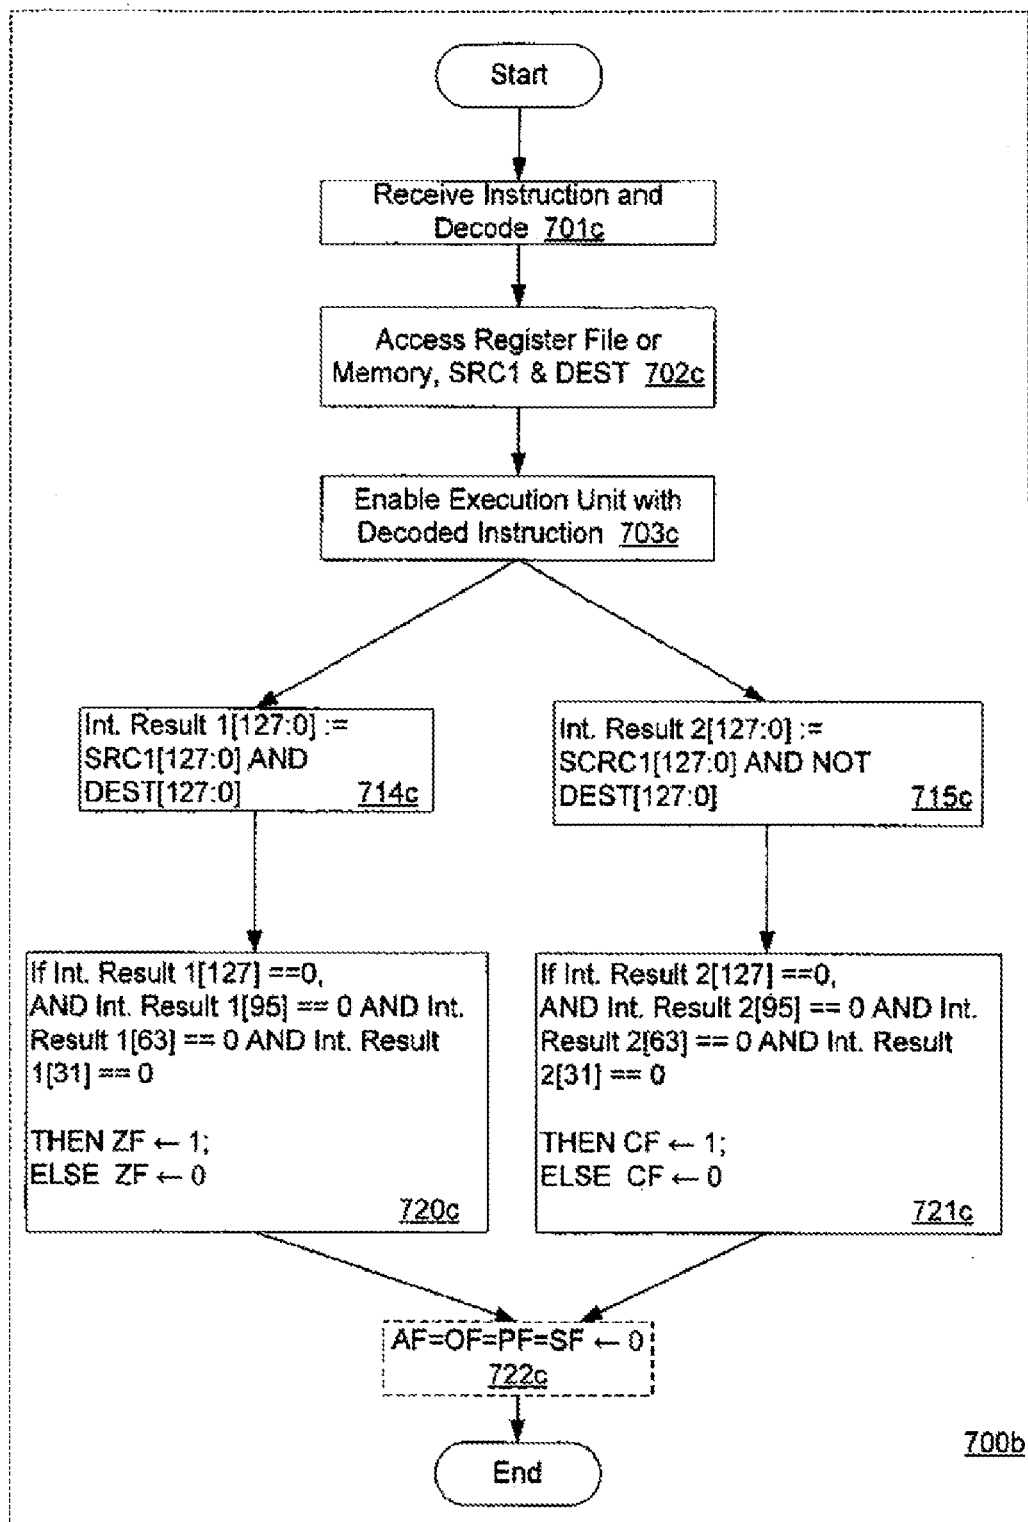 Start
Receive Instruction and
Decode 701c
Access Register File or
Memory, SRC1 & DEST 702c
Enable Execution Unit with
Decoded Instruction 703c
Int. Result 1[127:0] :=
SRC1[127:0] AND
DEST[127:0] 714c
Int. Result 2[127:0] :=
SCRC1[127:0] AND NOT
DEST[127:0] 715c
If Int. Result 1[127] ==0,
AND Int. Result 1[95] == 0 AND Int.
Result 1[63] == 0 AND Int. Result
1[31] == 0
THEN ZF ← 1;
ELSE ZF ← 0
720c
If Int. Result 2[127] ==0,
AND Int. Result 2[95] == 0 AND Int.
Result 2[63] == 0 AND Int. Result
2[31] == 0
THEN CF ← 1;
ELSE CF ← 0
721c
AF=OF=PF=SF ← 0
722c
End
700b